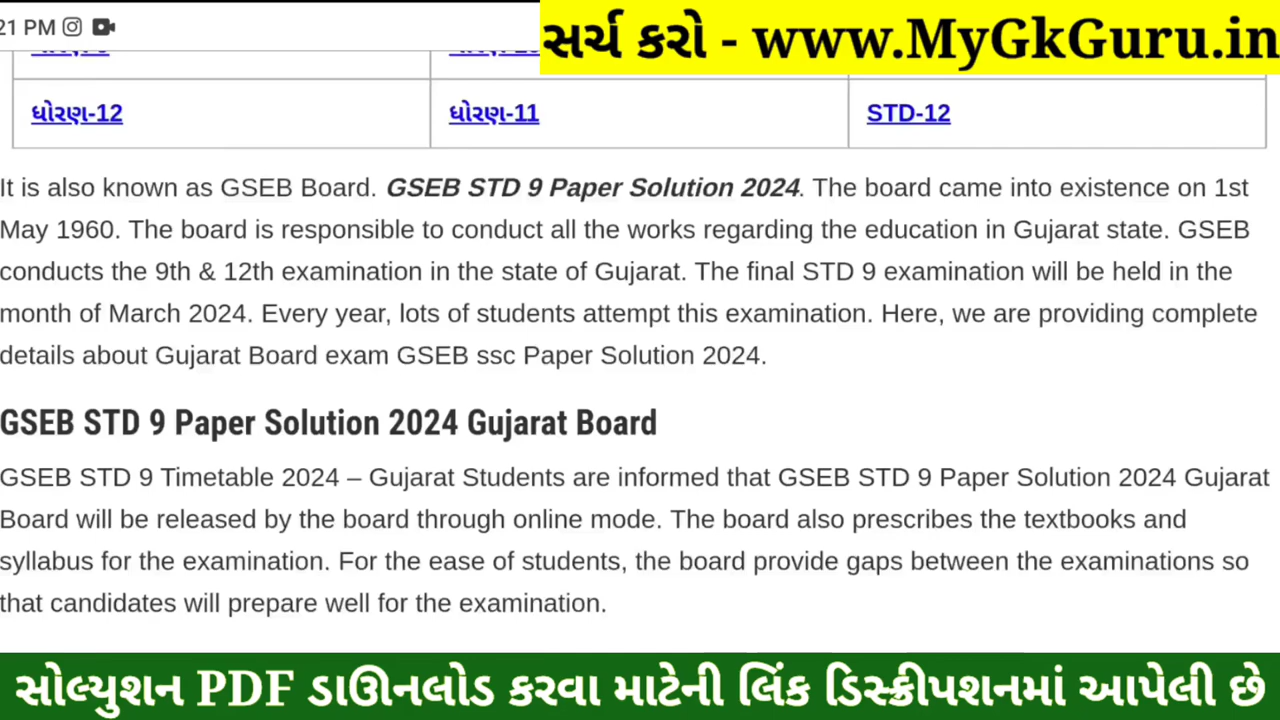 21 PM
સર્ચ કરો - www.MyGkGuru.in
ધોરણ-12 ધોરણ-11 STD-12
It is also known as GSEB Board. GSEB STD 9 Paper Solution 2024. The board came into existence on 1st
May 1960. The board is responsible to conduct all the works regarding the education in Gujarat state. GSEB
conducts the 9th & 12th examination in the state of Gujarat. The final STD 9 examination will be held in the
month of March 2024. Every year, lots of students attempt this examination. Here, we are providing complete
details about Gujarat Board exam GSEB ssc Paper Solution 2024.
GSEB STD 9 Paper Solution 2024 Gujarat Board
GSEB STD 9 Timetable 2024 – Gujarat Students are informed that GSEB STD 9 Paper Solution 2024 Gujarat
Board will be released by the board through online mode. The board also prescribes the textbooks and
syllabus for the examination. For the ease of students, the board provide gaps between the examinations so
that candidates will prepare well for the examination.
સોલ્યુશન PDF ડાઊનલોડ કરવા માટેની લિંક ડિસ્ક્રીપશનમાં આપેલી છે